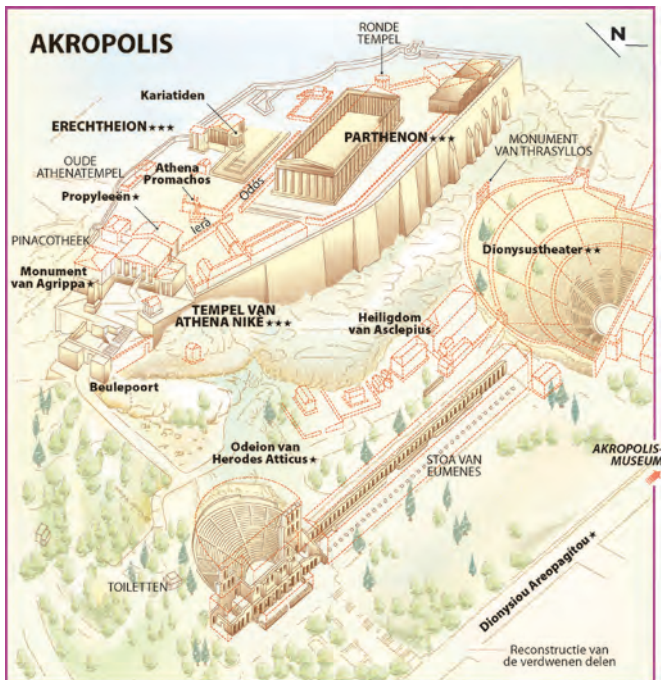 AKROPOLIS
RONDE
TEMPEL
N
Kariatiden
ERECHTHEION ★★★
PARTHENON ★★★
MONUMENT
VAN THRASYLLOS
OUDE
ATHENATEMPEL
Athena
Promachos
Propyleeën ★
Ierá Odós
PINACOTHEEK
Dionysustheater ★★
Monument
van Agrippa ★
TEMPEL VAN
ATHENA NIKÈ ★★★
Heiligdom
van Asclepius
Beulepoort
Odeion van
Herodes Atticus ★
STOA VAN
EUMENES
AKROPOLIS-
MUSEUM
TOILETTEN
Dionysiou Areopagitou ★
Reconstructie van
de verdwenen delen